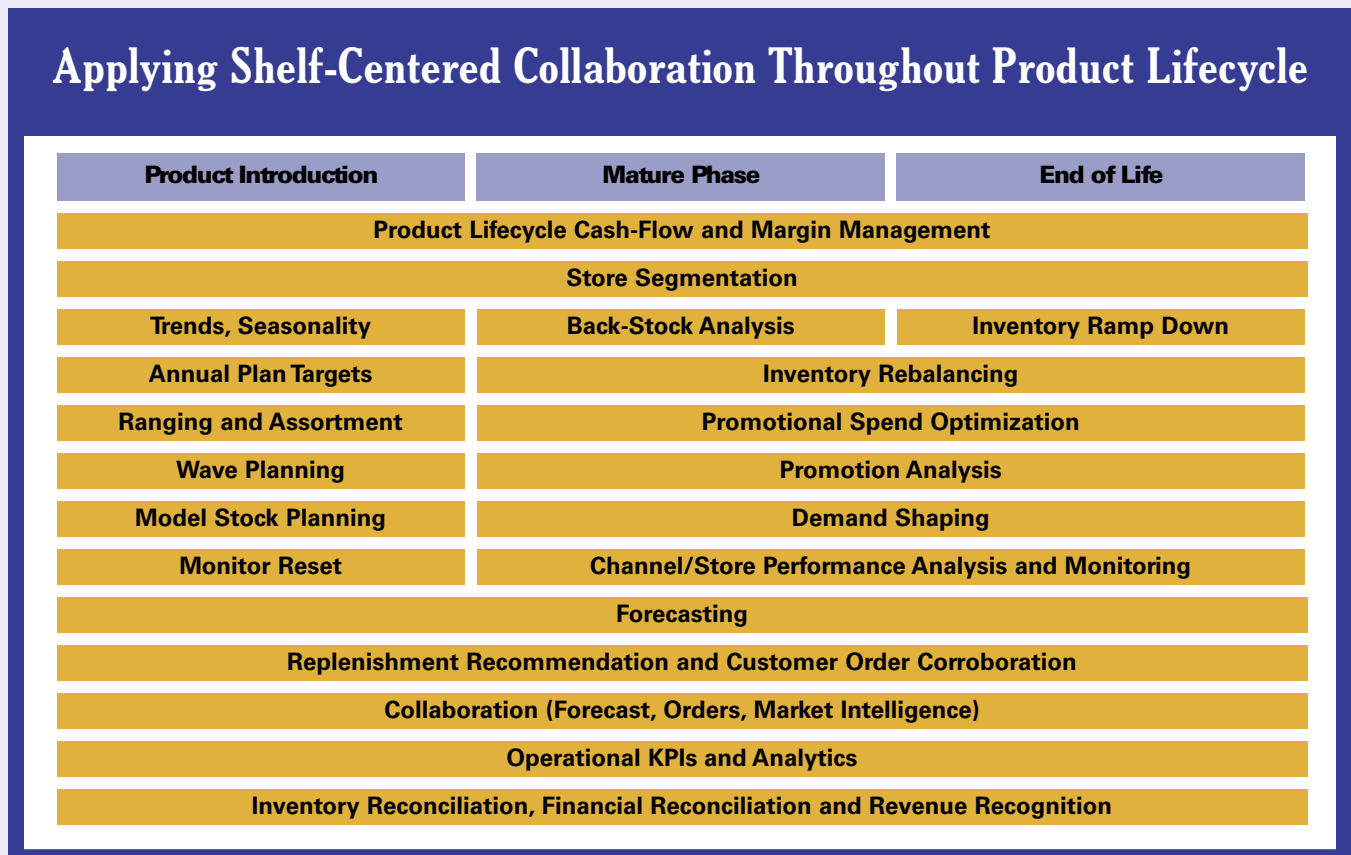 Applying Shelf-Centered Collaboration Throughout Product Lifecycle
Product Introduction
Mature Phase
End of Life
Product Lifecycle Cash-Flow and Margin Management
Store Segmentation
Trends, Seasonality
Back-Stock Analysis
Inventory Ramp Down
Annual Plan Targets
Inventory Rebalancing
Ranging and Assortment
Promotional Spend Optimization
Wave Planning
Promotion Analysis
Model Stock Planning
Demand Shaping
Monitor Reset
Channel/Store Performance Analysis and Monitoring
Forecasting
Replenishment Recommendation and Customer Order Corroboration
Collaboration (Forecast, Orders, Market Intelligence)
Operational KPIs and Analytics
Inventory Reconciliation, Financial Reconciliation and Revenue Recognition